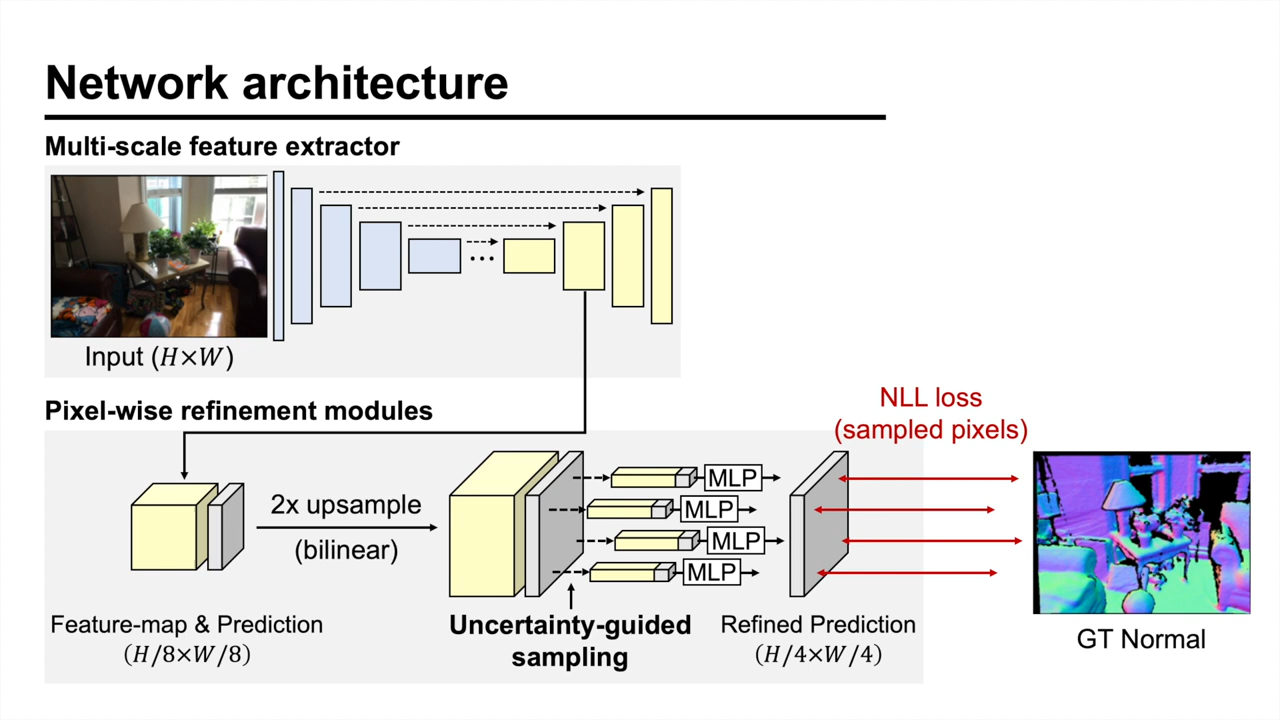 Network architecture
Multi-scale feature extractor
...
Input (H×W)
Pixel-wise refinement modules
NLL loss
(sampled pixels)
2x upsample
(bilinear)
MLP
MLP
MLP
MLP
Feature-map & Prediction
(H/8×W/8)
Uncertainty-guided
sampling
Refined Prediction
(H/4×W/4)
GT Normal